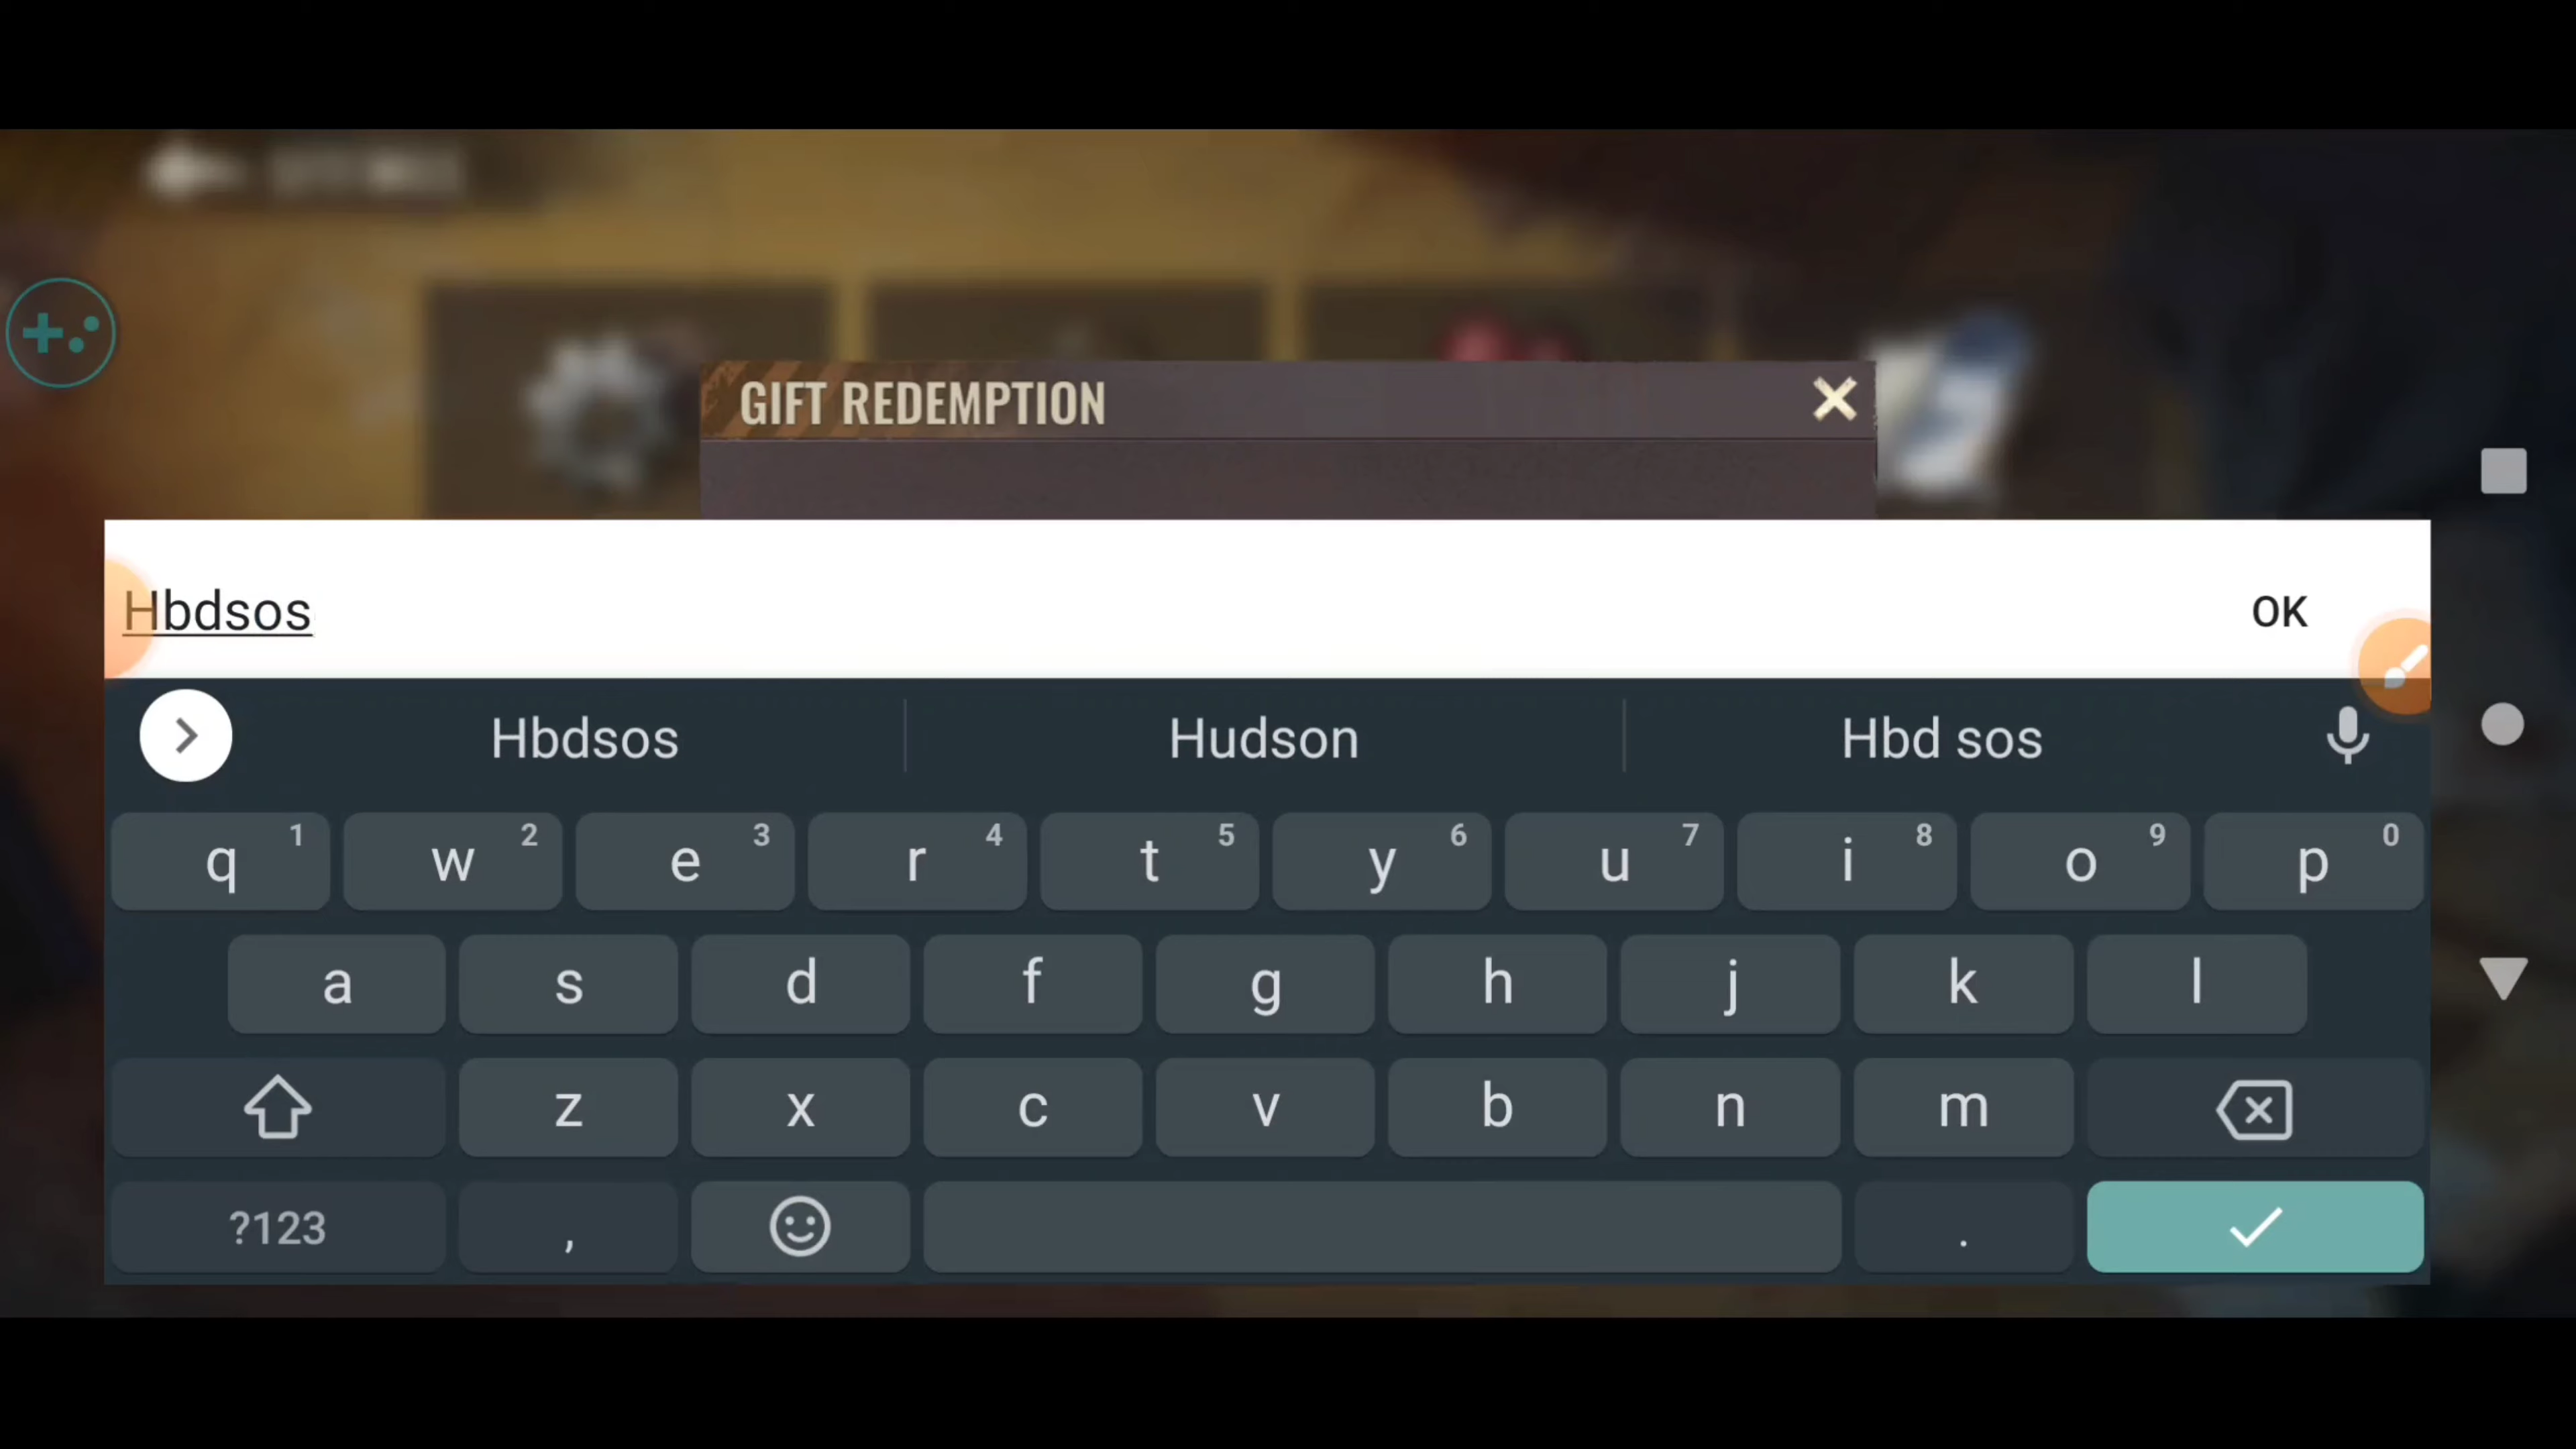 GIFT REDEMPTION
Hbdsos OK
Hbdsos Hudson Hbd sos
q 1 w 2 e 3 r 4 t 5 y 6 u 7 i 8 o 9 p 0
a s d f g h j k l
z x c v b n m
?123 , .